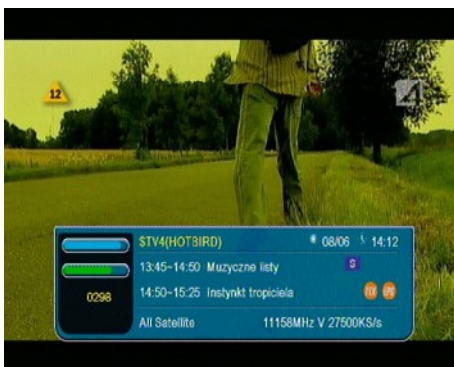 12
4
$TV4(HOTBIRD) 08/06 14:12
13:45~14:50 Muzyczne listy S
14:50~15:25 Instynkt tropiciela
0298
All Satellite 11158MHz V 27500KS/s